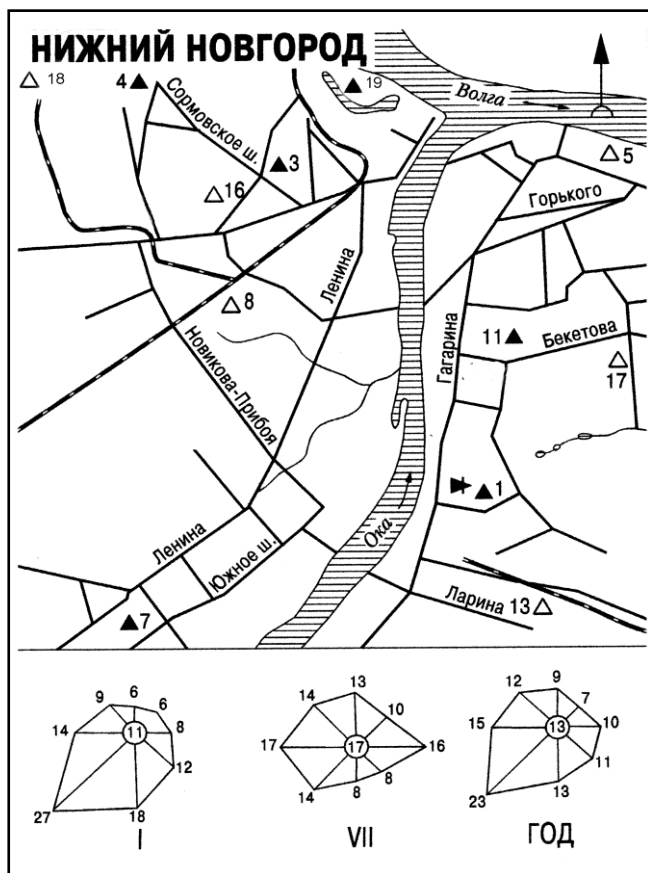 НИЖНИЙ НОВГОРОД
18
4
19
Сормовское ш.
Волга
3
5
16
Горького
Ленина
8
Гагарина
11
Бекетова
17
Новикова-Прибоя
1
Ока
Ленина
Южное ш.
Ларина
13
7
9
6
6
14
11
8
12
27
18
I
13
14
10
17
17
16
14
8
8
VII
9
12
7
15
13
10
11
23
13
ГОД